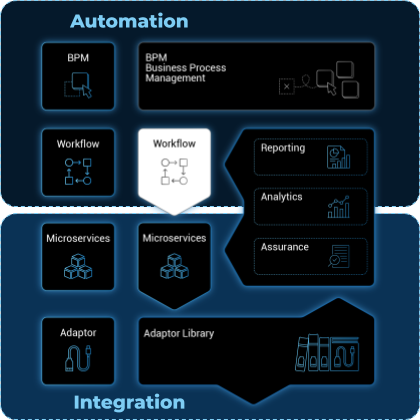 Automation
BPM
BPM
Business Process
Management
Workflow
Workflow
Reporting
Analytics
Assurance
Microservices
Microservices
Adaptor
Adaptor Library
Integration